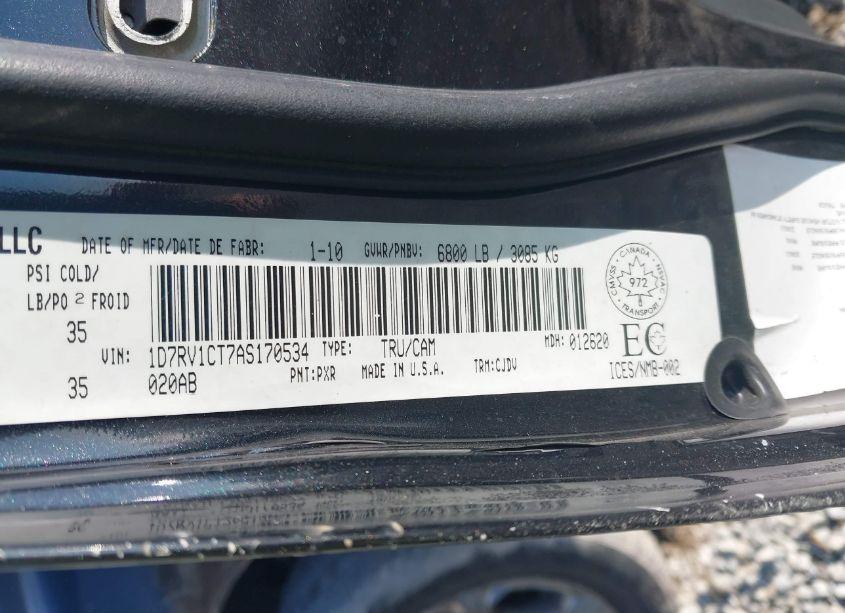 LLC DATE OF MFR/DATE DE FABR: 1-10 GVWR/PNBV: 6800 LB / 3085 KG
PSI COLD/
LB/PO 2 FROID
CANADA
CMVSS 972 NSVAC
TRANSPORT
35
VIN: 1D7RV1CT7AS170534 TYPE: TRU/CAM MDH: 012620
EC
35 020AB PNT: PXR MADE IN U.S.A. TRM: CJDV ICES/NMB-002